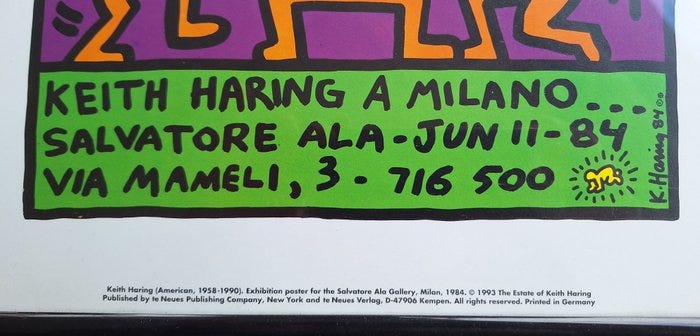 KEITH HARING A MILANO...
SALVATORE ALA-JUN 11-84
VIA MAMELI, 3 - 716 500
K. Haring 84 ©
Keith Haring (American, 1958-1990). Exhibition poster for the Salvatore Ala Gallery, Milan, 1984. © 1993 The Estate of Keith Haring
Published by te Neues Publishing Company, New York and te Neues Verlag, D-47906 Kempen. All rights reserved. Printed in Germany